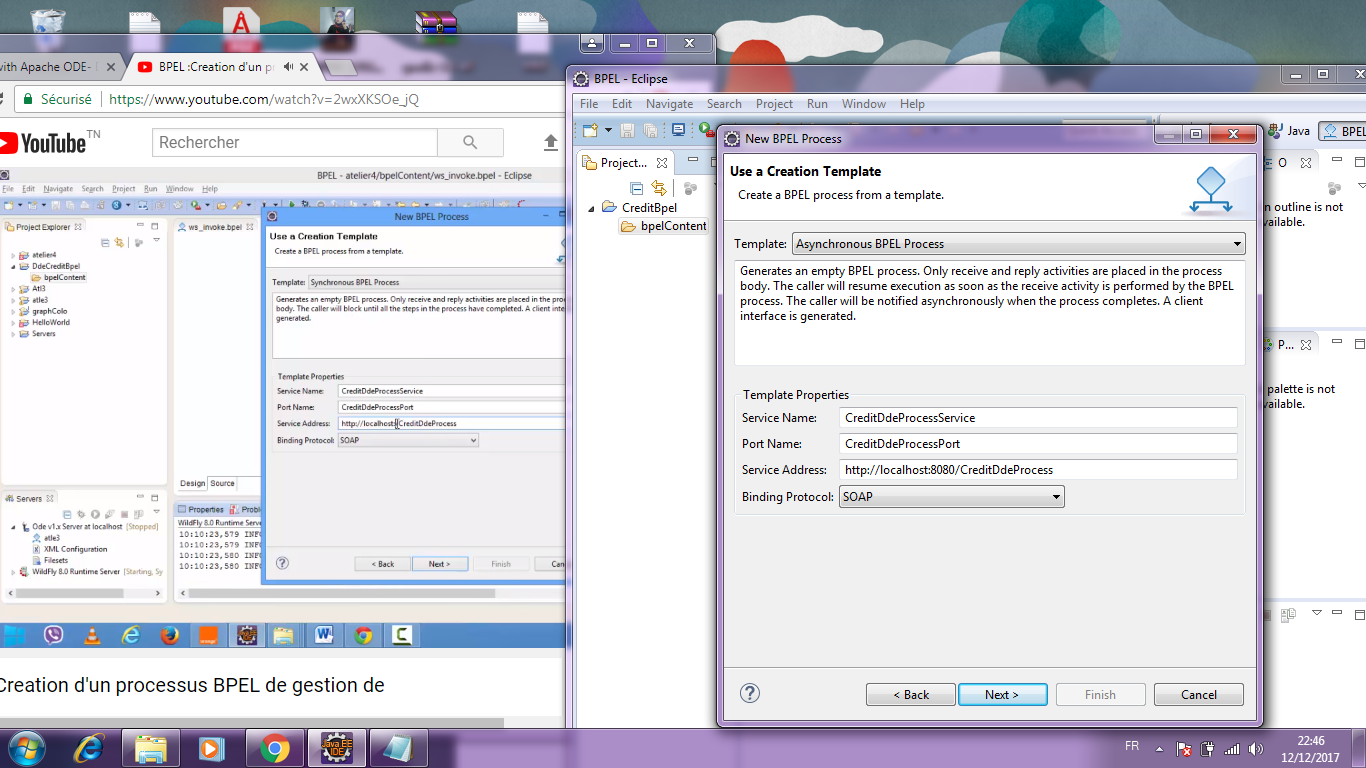 with Apache ODE-
BPEL :Creation d'un pr
Sécurisé
https://www.youtube.com/watch?v=2wxXKSOe_jQ
YouTube TN
Rechercher
BPEL - atelier4/bpelContent/ws_invoke.bpel - Eclipse
File Edit Navigate Search Project Run Window Help
Project Explorer
ws_invoke.bpel
atelier4
DdeCreditBpel
bpelContent
Atl3
atle3
graphColo
HelloWorld
Servers
New BPEL Process
Use a Creation Template
Create a BPEL process from a template.
Template: Synchronous BPEL Process
Generates an empty BPEL process. Only receive and reply activities are placed in the proce
body. The caller will block until all the steps in the process have completed. A client inte
generated.
Template Properties
Service Name: CreditDdeProcessService
Port Name: CreditDdeProcessPort
Service Address: http://localhost:CreditDdeProcess
Binding Protocol: SOAP
< Back Next > Finish Canc
Design Source
Servers
Ode v1.x Server at localhost [Stopped]
atle3
XML Configuration
Filesets
WildFly 8.0 Runtime Server [Starting, Sy
Properties Proble
WildFly 8.0 Runtime Serve
10:10:23,579 INFO
10:10:23,579 INFO
10:10:23,580 INFO
10:10:23,580 INFO
Creation d'un processus BPEL de gestion de
BPEL - Eclipse
File Edit Navigate Search Project Run Window Help
Java
BPEL
Project...
CreditBpel
bpelContent
New BPEL Process
Use a Creation Template
Create a BPEL process from a template.
Template: Asynchronous BPEL Process
Generates an empty BPEL process. Only receive and reply activities are placed in the process
body. The caller will resume execution as soon as the receive activity is performed by the BPEL
process. The caller will be notified asynchronously when the process completes. A client
interface is generated.
Template Properties
Service Name: CreditDdeProcessService
Port Name: CreditDdeProcessPort
Service Address: http://localhost:8080/CreditDdeProcess
Binding Protocol: SOAP
< Back Next > Finish Cancel
O
n outline is not
vailable.
P...
palette is not
vailable.
Java EE
IDE
FR
22:46
12/12/2017